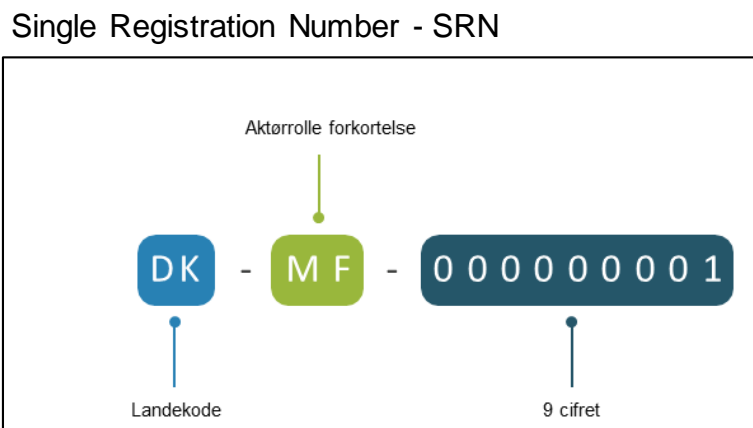 Single Registration Number - SRN
Aktørrolle forkortelse
DK - MF - 000000001
Landekode
9 cifret